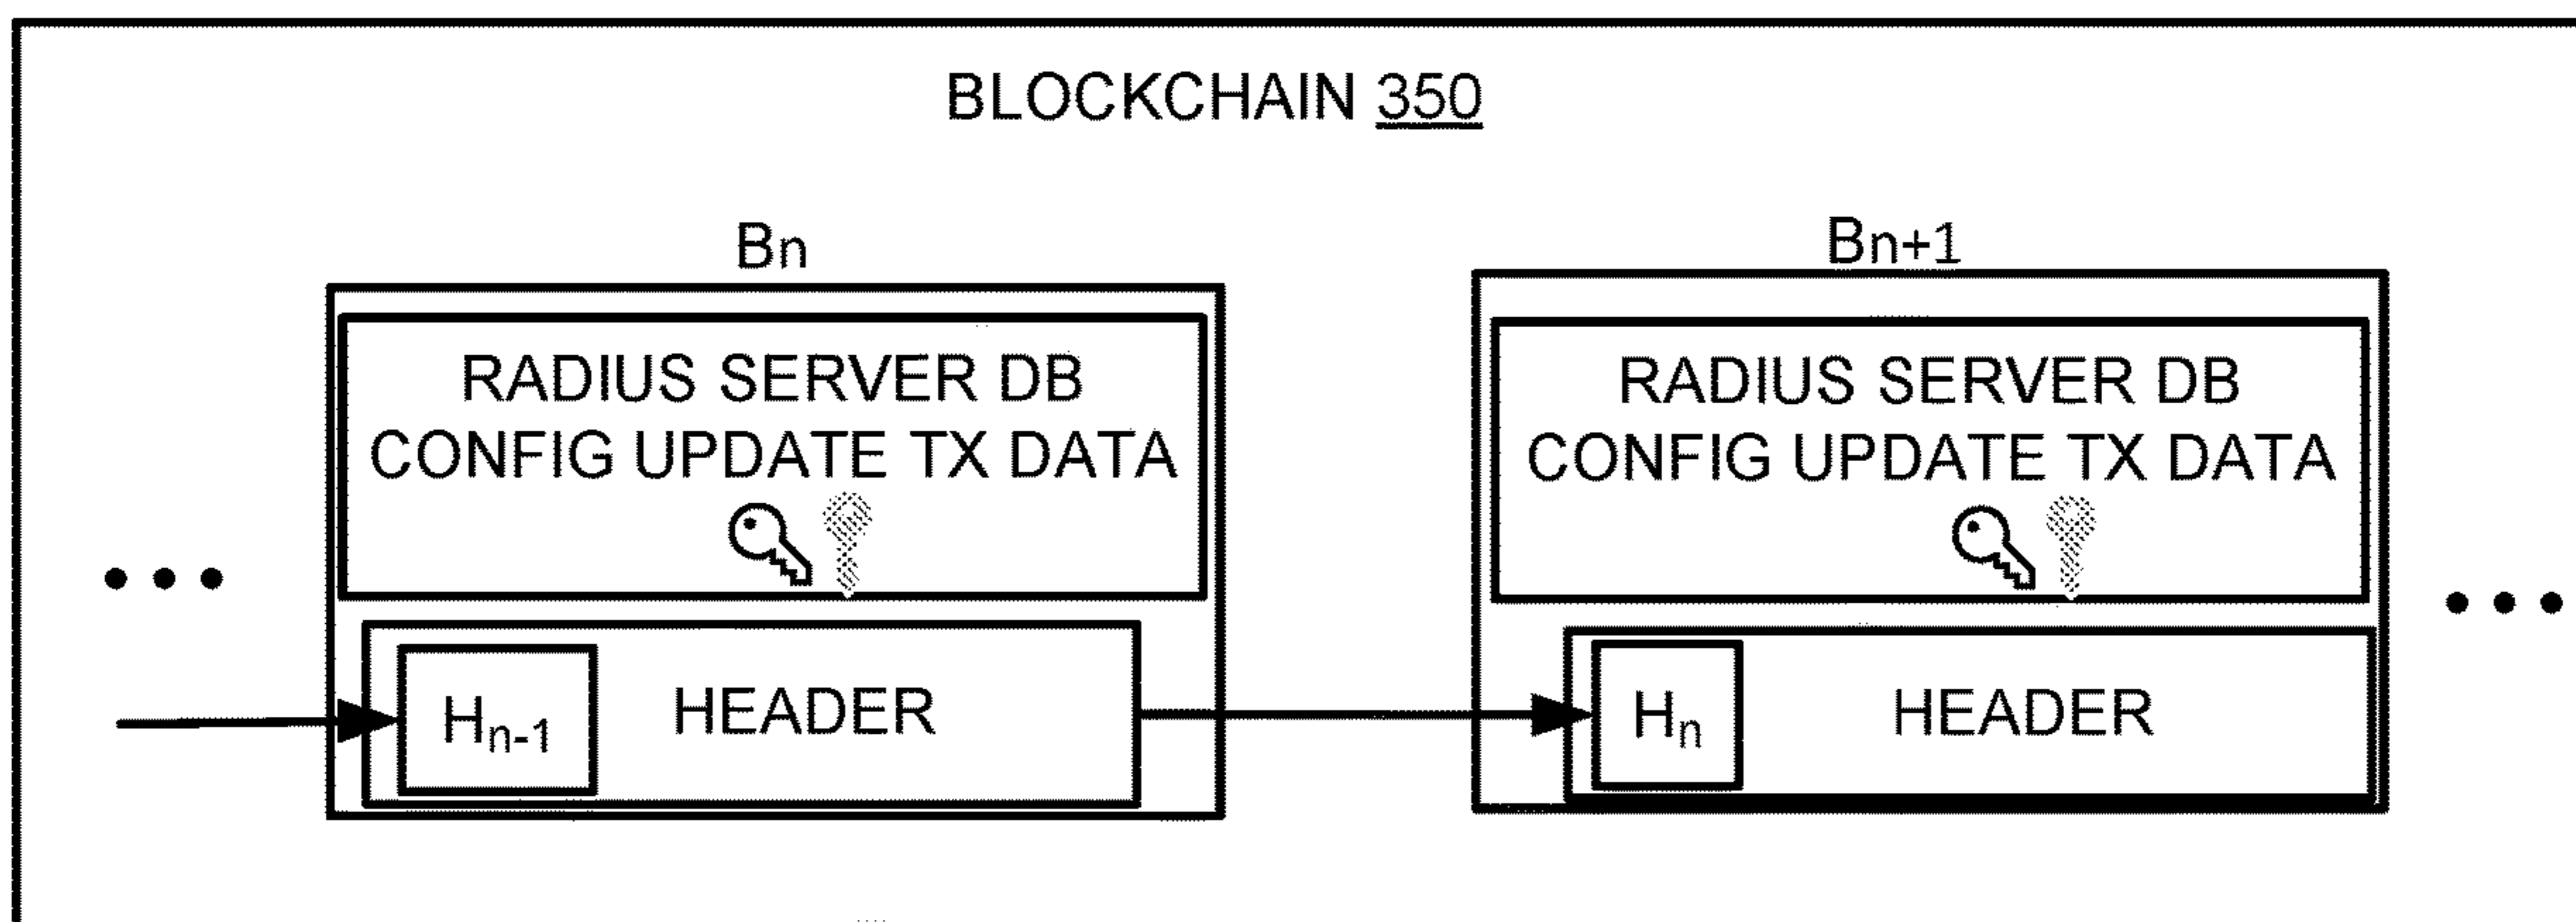 BLOCKCHAIN 350
Bn
Bn+1
RADIUS SERVER DB
CONFIG UPDATE TX DATA
RADIUS SERVER DB
CONFIG UPDATE TX DATA
Hn-1 HEADER
Hn HEADER